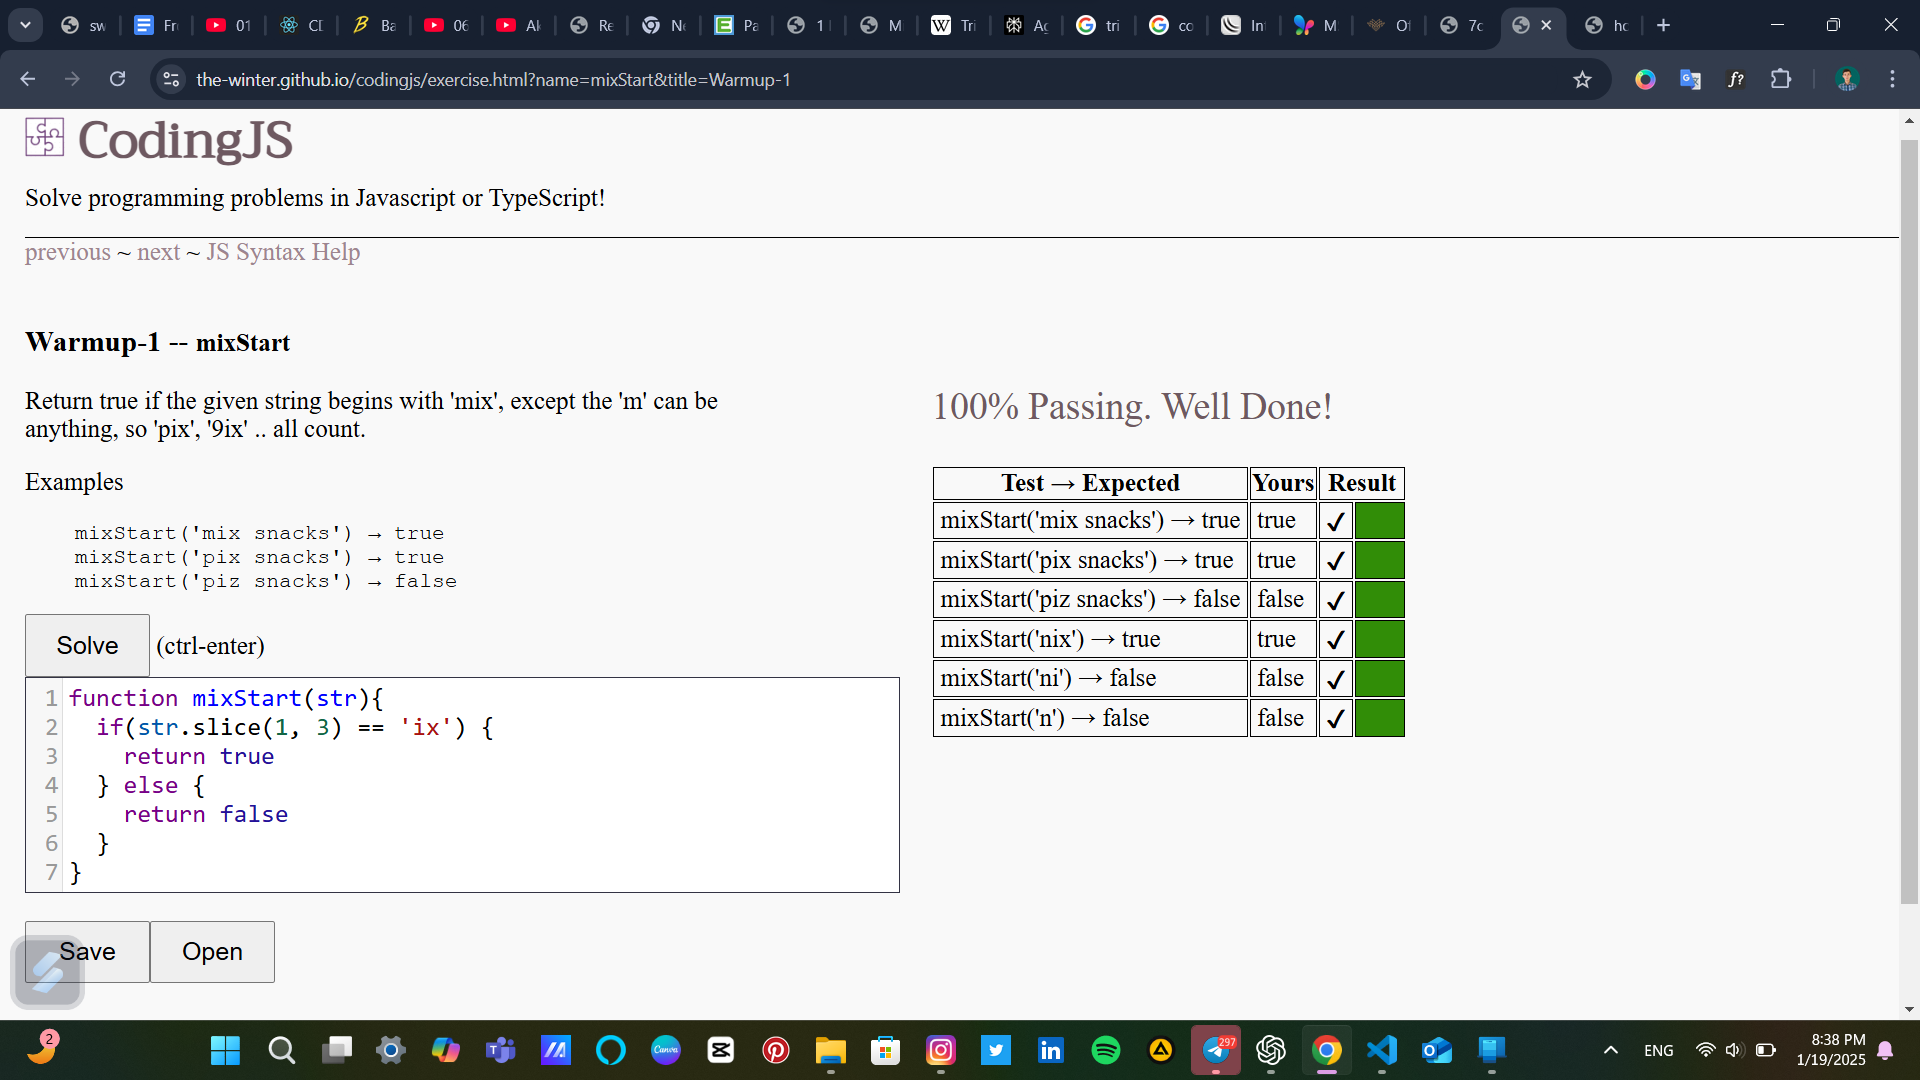 sw
Fr
01
CI
Ba
06
Al
Re
Ne
Pa
1
M
Tri
Ag
tri
co
In
M
Of
7c
hc
the-winter.github.io/codingjs/exercise.html?name=mixStart&title=Warmup-1
f?
CodingJS
Solve programming problems in Javascript or TypeScript!
previous ~ next ~ JS Syntax Help
Warmup-1 -- mixStart
Return true if the given string begins with 'mix', except the 'm' can be
anything, so 'pix', '9ix' .. all count.
Examples
mixStart('mix snacks') → true
mixStart('pix snacks') → true
mixStart('piz snacks') → false
Solve (ctrl-enter)
1 function mixStart(str){
2 if(str.slice(1, 3) == 'ix') {
3 return true
4 } else {
5 return false
6 }
7 }
Save Open
100% Passing. Well Done!
Test → Expected Yours Result
mixStart('mix snacks') → true true ✔
mixStart('pix snacks') → true true ✔
mixStart('piz snacks') → false false ✔
mixStart('nix') → true true ✔
mixStart('ni') → false false ✔
mixStart('n') → false false ✔
2
Canva
297
ENG
8:38 PM
1/19/2025